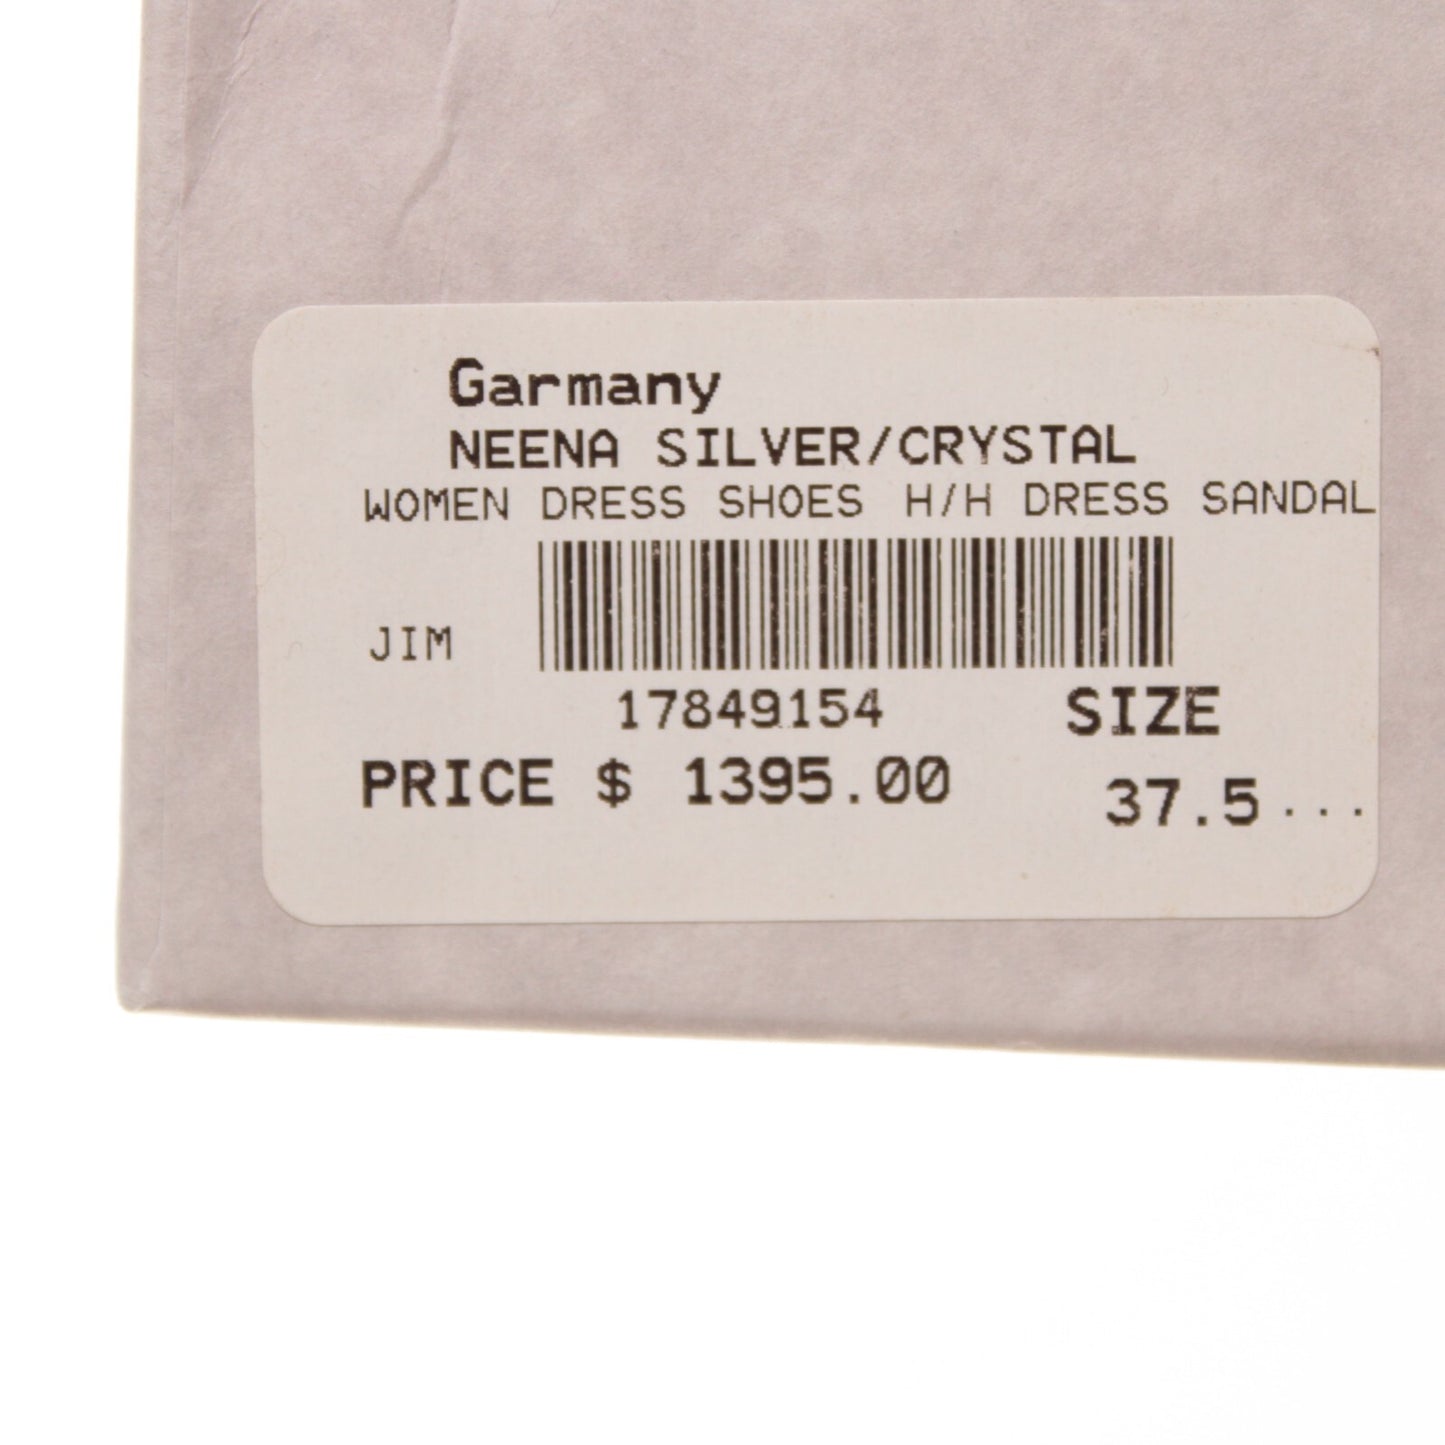 Garmany
NEENA SILVER/CRYSTAL
WOMEN DRESS SHOES H/H DRESS SANDAL
JIM
17849154 SIZE
PRICE $ 1395.00 37.5...